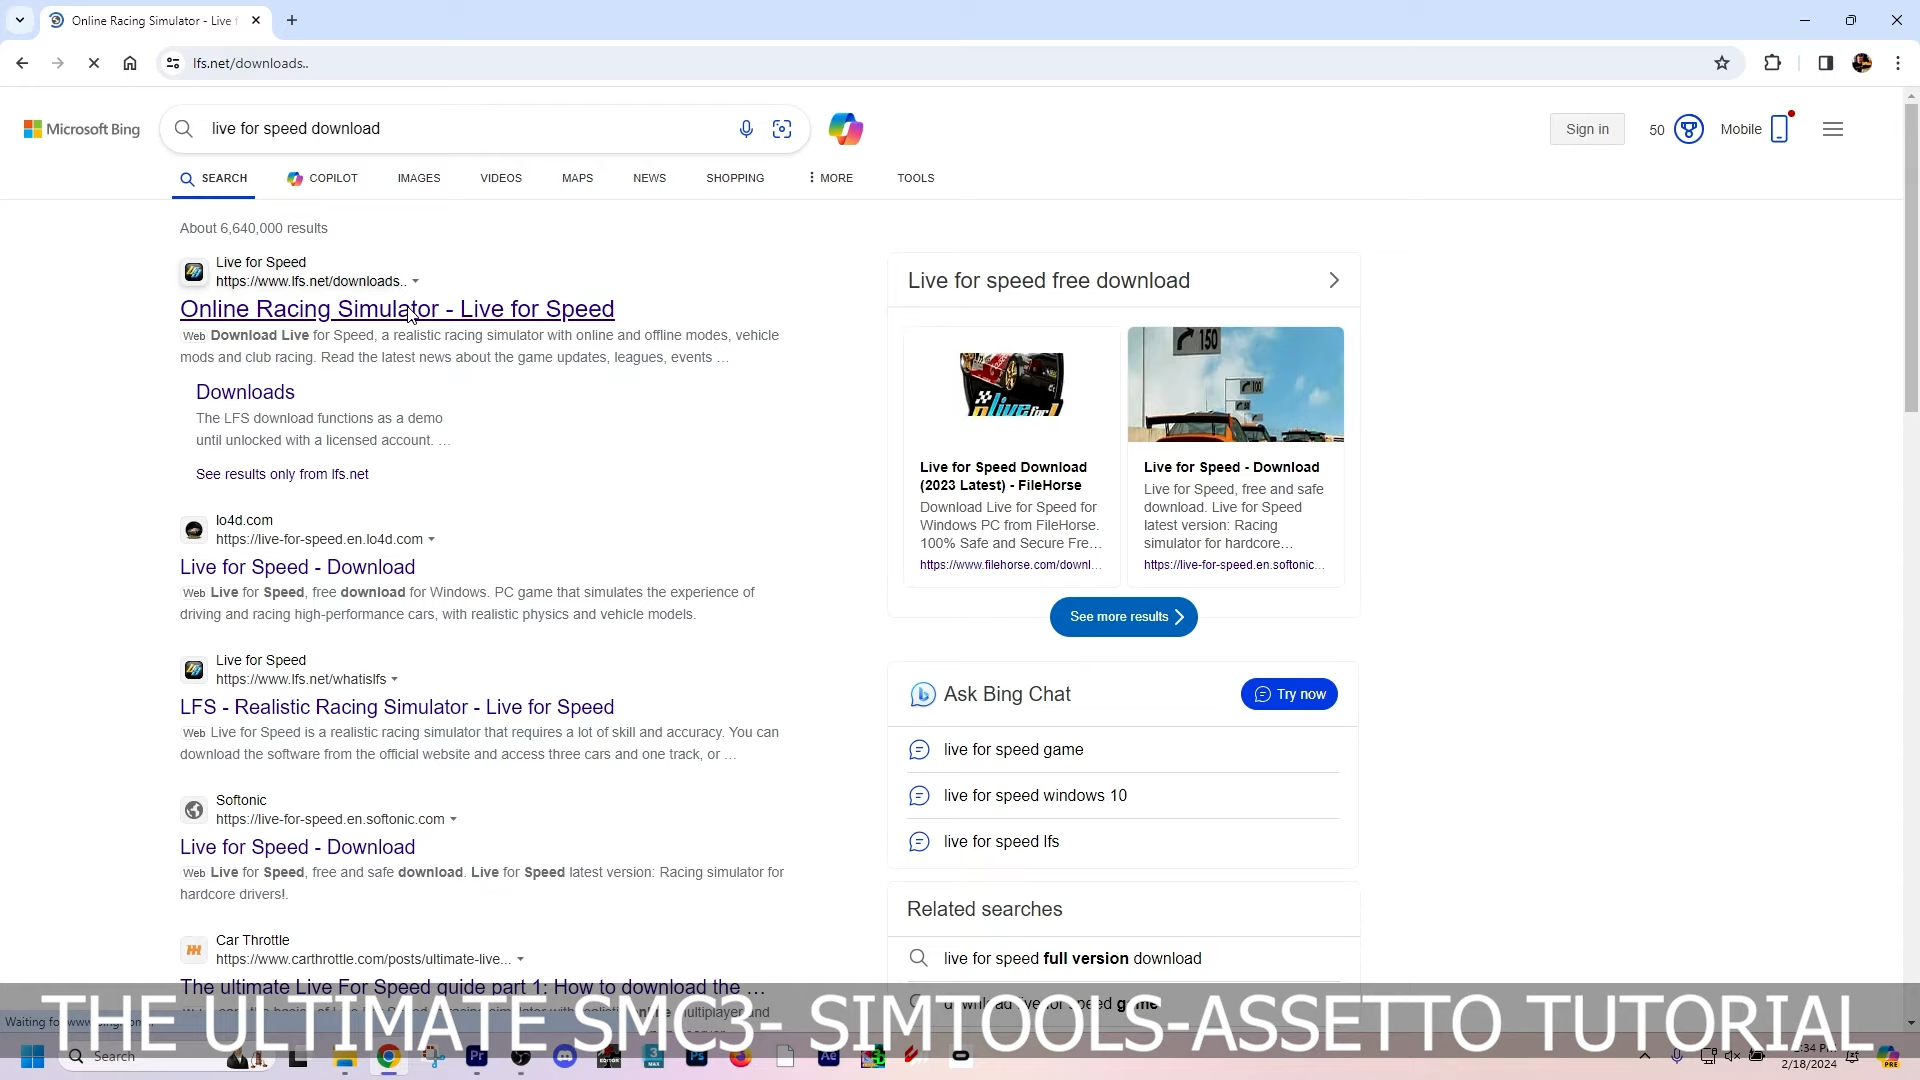 Online Racing Simulator - Live f
lfs.net/downloads..
Microsoft Bing
live for speed download
Sign in
50
Mobile
SEARCH
COPILOT
IMAGES
VIDEOS
MAPS
NEWS
SHOPPING
MORE
TOOLS
About 6,640,000 results
Live for Speed
https://www.lfs.net/downloads..
Online Racing Simulator - Live for Speed
Web Download Live for Speed, a realistic racing simulator with online and offline modes, vehicle
mods and club racing. Read the latest news about the game updates, leagues, events ...
Downloads
The LFS download functions as a demo
until unlocked with a licensed account. ...
See results only from lfs.net
lo4d.com
https://live-for-speed.en.lo4d.com
Live for Speed - Download
Web Live for Speed, free download for Windows. PC game that simulates the experience of
driving and racing high-performance cars, with realistic physics and vehicle models.
Live for Speed
https://www.lfs.net/whatislfs
LFS - Realistic Racing Simulator - Live for Speed
Web Live for Speed is a realistic racing simulator that requires a lot of skill and accuracy. You can
download the software from the official website and access three cars and one track, or ...
Softonic
https://live-for-speed.en.softonic.com
Live for Speed - Download
Web Live for Speed, free and safe download. Live for Speed latest version: Racing simulator for
hardcore drivers!.
Car Throttle
https://www.carthrottle.com/posts/ultimate-live...
The ultimate Live For Speed guide part 1: How to download the ...
Live for speed free download
150
100
Live for Speed Download
(2023 Latest) - FileHorse
Download Live for Speed for
Windows PC from FileHorse.
100% Safe and Secure Fre...
https://www.filehorse.com/downl...
Live for Speed - Download
Live for Speed, free and safe
download. Live for Speed
latest version: Racing
simulator for hardcore...
https://live-for-speed.en.softonic...
See more results
Ask Bing Chat
Try now
live for speed game
live for speed windows 10
live for speed lfs
Related searches
live for speed full version download
download live for speed game
THE ULTIMATE SMC3- SIMTOOLS-ASSETTO TUTORIAL
Search
2/18/2024